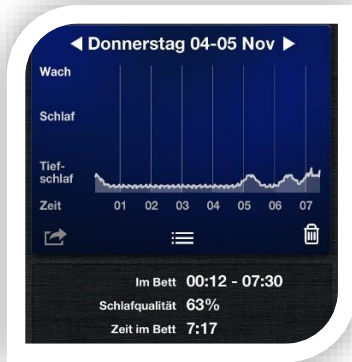 Donnerstag 04-05 Nov
Wach
Schlaf
Tief-
schlaf
Zeit 01 02 03 04 05 06 07
Im Bett 00:12 - 07:30
Schlafqualität 63%
Zeit im Bett 7:17